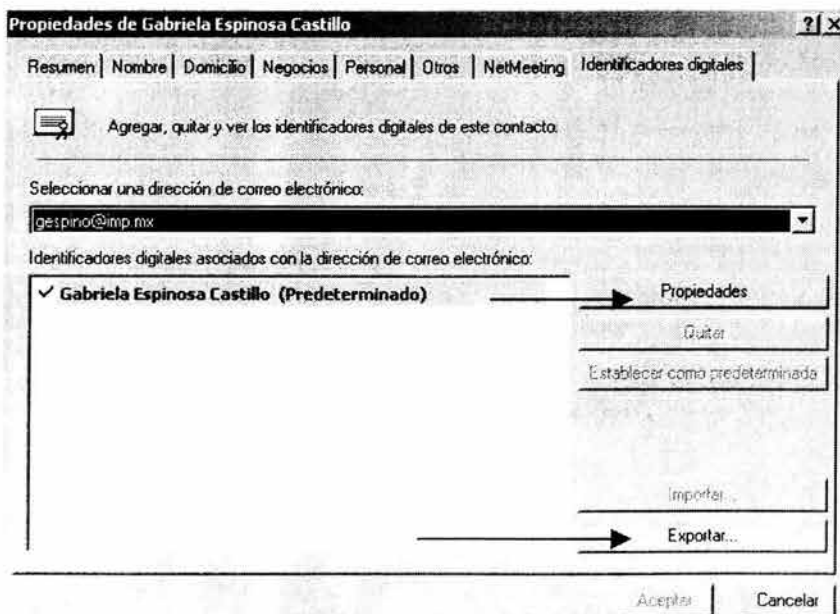 Propiedades de Gabriela Espinosa Castillo
Resumen Nombre Domicilio Negocios Personal Otros NetMeeting Identificadores digitales
Agregar, quitar y ver los identificadores digitales de este contacto.
Seleccionar una dirección de correo electrónico:
gespino@imp.mx
Identificadores digitales asociados con la dirección de correo electrónico:
Gabriela Espinosa Castillo (Predeterminado)
Propiedades
Quitar
Establecer como predeterminada
Importar...
Exportar...
Aceptar Cancelar